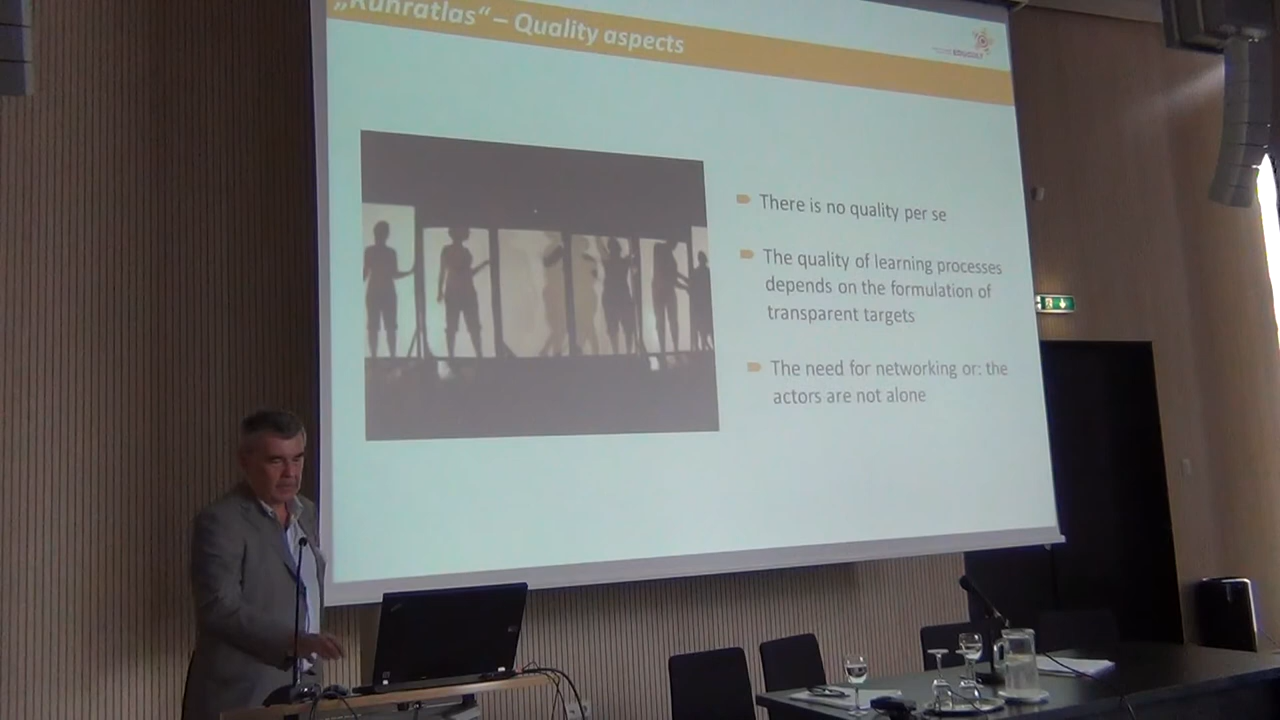 „Ruhratlas“ – Quality aspects
EDUCULT
There is no quality per se
The quality of learning processes
depends on the formulation of
transparent targets
The need for networking or: the
actors are not alone